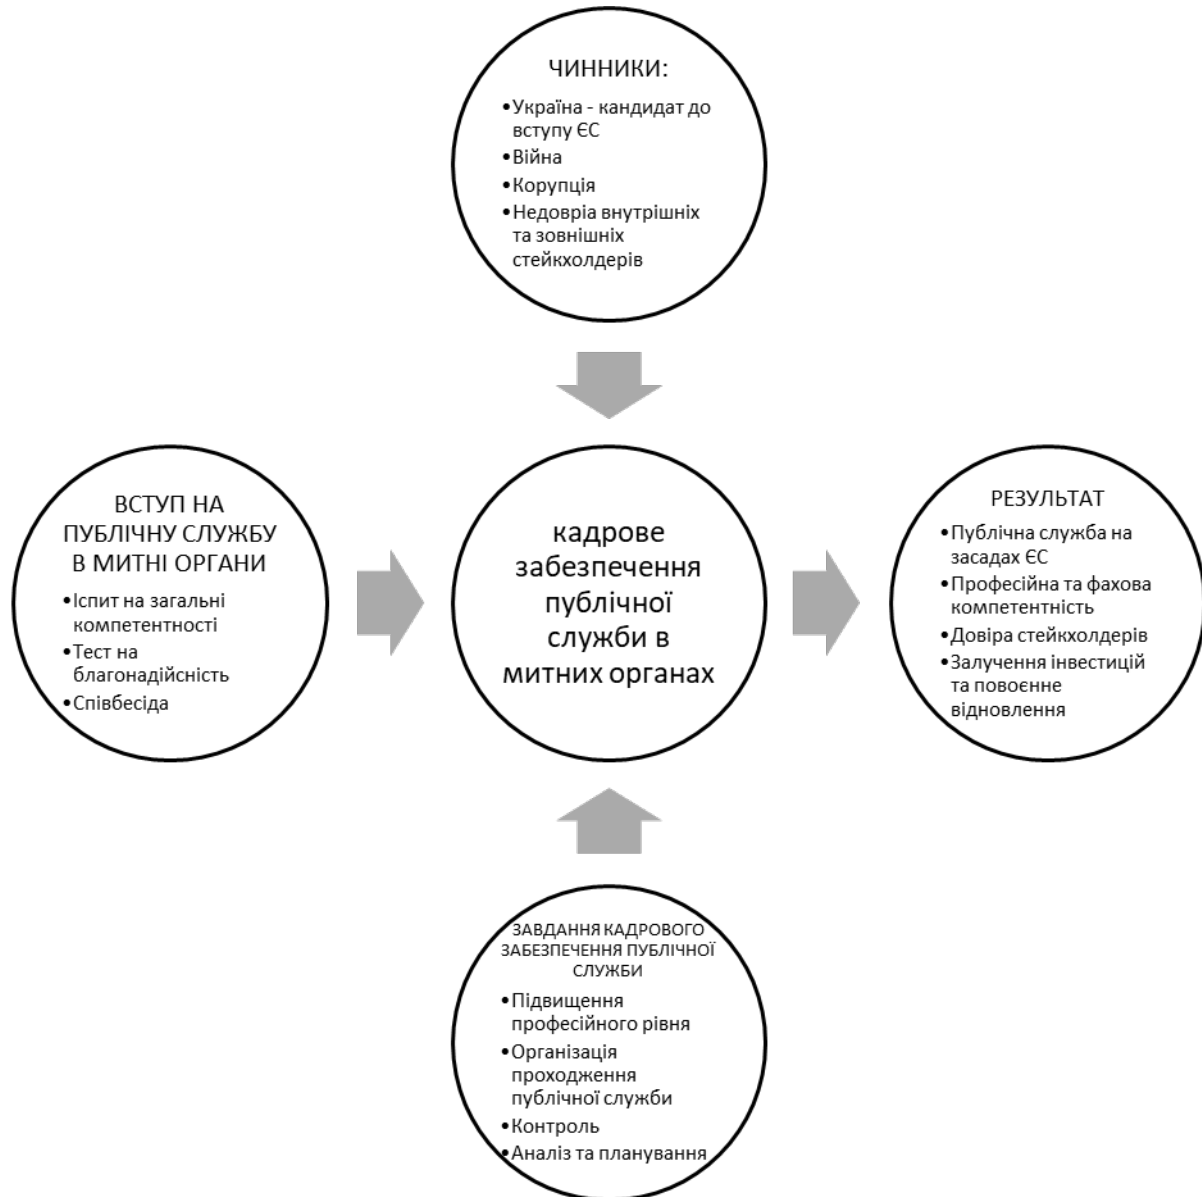 ЧИННИКИ:
•Україна - кандидат до
вступу ЄС
•Війна
•Корупція
•Недовріа внутрішніх
та зовнішніх
стейкхолдерів
ВСТУП НА
ПУБЛІЧНУ СЛУЖБУ
В МИТНІ ОРГАНИ
•Іспит на загальні
компетентності
•Тест на
благонадійсність
•Співбесіда
кадрове
забезпечення
публічної
служби в
митних органах
РЕЗУЛЬТАТ
•Публічна служба на
засадах ЄС
•Професійна та фахова
компетентність
•Довіра стейкхолдерів
•Залучення інвестицій
та повоєнне
відновлення
ЗАВДАННЯ КАДРОВОГО
ЗАБЕЗПЕЧЕННЯ ПУБЛІЧНОЇ
СЛУЖБИ
•Підвищення
професійного рівня
•Організація
проходження
публічної служби
•Контроль
•Аналіз та планування